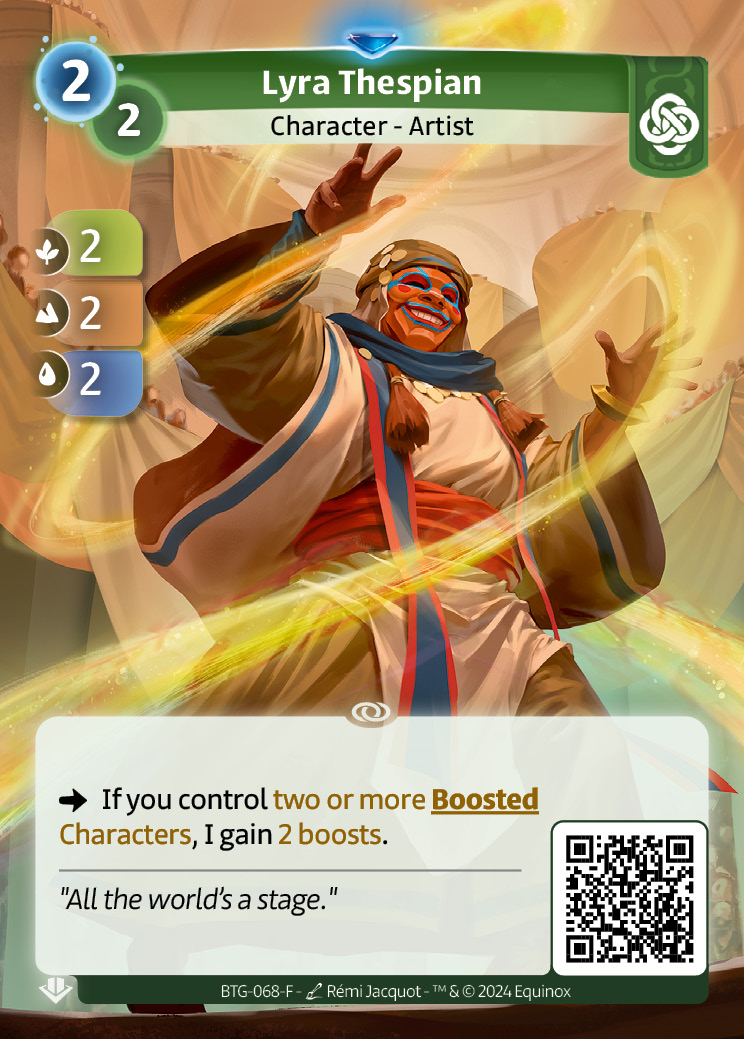 2
Lyra Thespian
2
Character - Artist
2
2
2
If you control two or more Boosted
Characters, I gain 2 boosts.
"All the world's a stage."
BTG-068-F - Rémi Jacquot - ™ & © 2024 Equinox